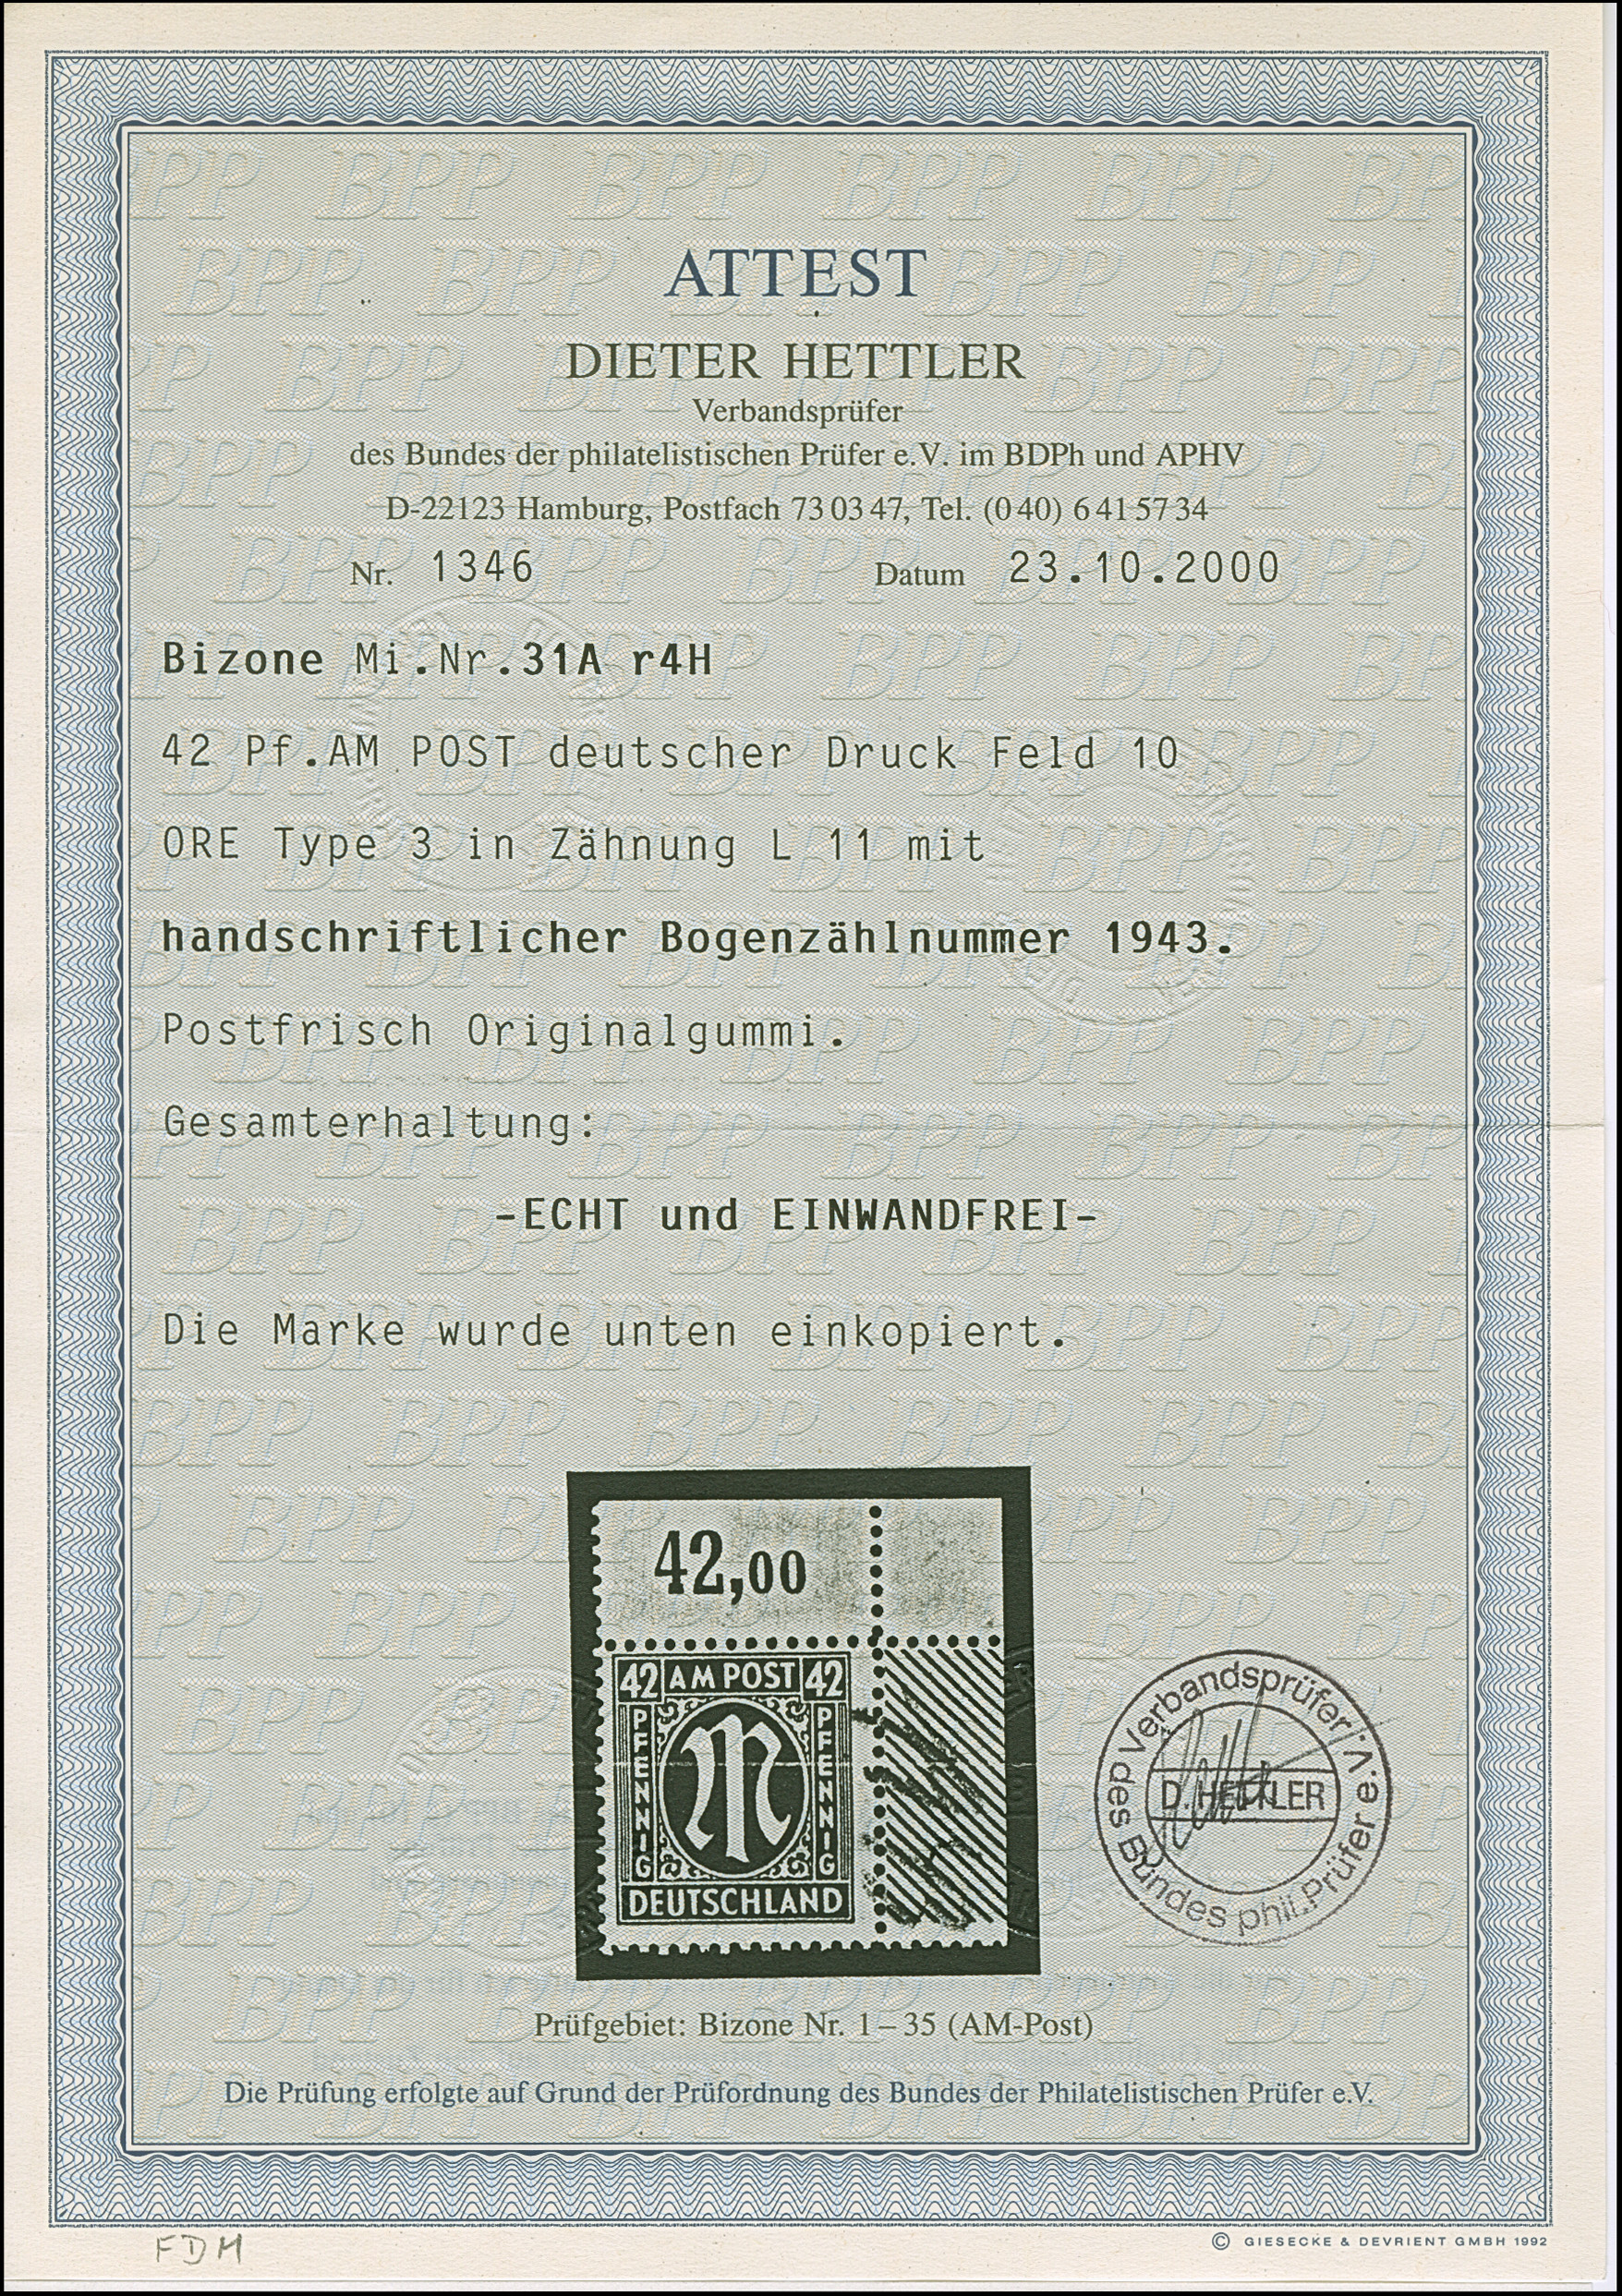 ATTEST
DIETER HETTLER
Verbandsprüfer
des Bundes der philatelistischen Prüfer e.V. im BDPh und APHV
D-22123 Hamburg, Postfach 73 03 47, Tel. (0 40) 6 41 57 34
Nr. 1346 Datum 23.10.2000
Bizone Mi.Nr.31A r4H
42 Pf.AM POST deutscher Druck Feld 10
ORE Type 3 in Zähnung L 11 mit
handschriftlicher Bogenzählnummer 1943.
Postfrisch Originalgummi.
Gesamterhaltung:
-ECHT und EINWANDFREI-
Die Marke wurde unten einkopiert.
42,00
42 AM POST 42
PFENNIG PFENNIG
DEUTSCHLAND
des Bundes phil. Prüfer e.V. Verbandsprüfer
D. HETTLER
Prüfgebiet: Bizone Nr. 1 – 35 (AM-Post)
Die Prüfung erfolgte auf Grund der Prüfordnung des Bundes der Philatelistischen Prüfer e.V.
FDM
© GIESECKE & DEVRIENT GMBH 1992